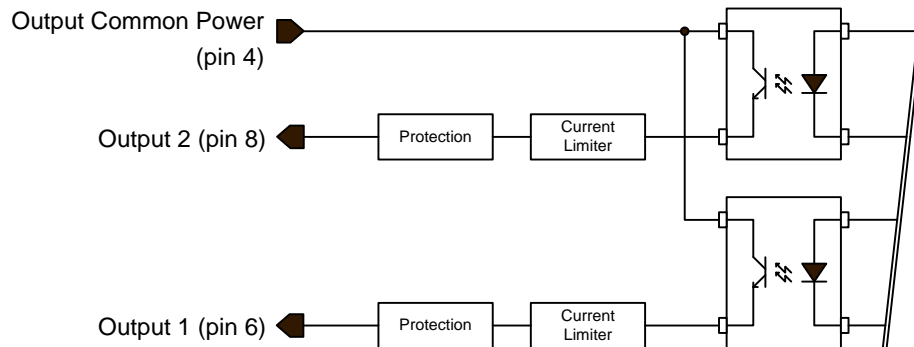 Output Common Power
(pin 4)
Output 2 (pin 8)
Protection
Current
Limiter
Output 1 (pin 6)
Protection
Current
Limiter